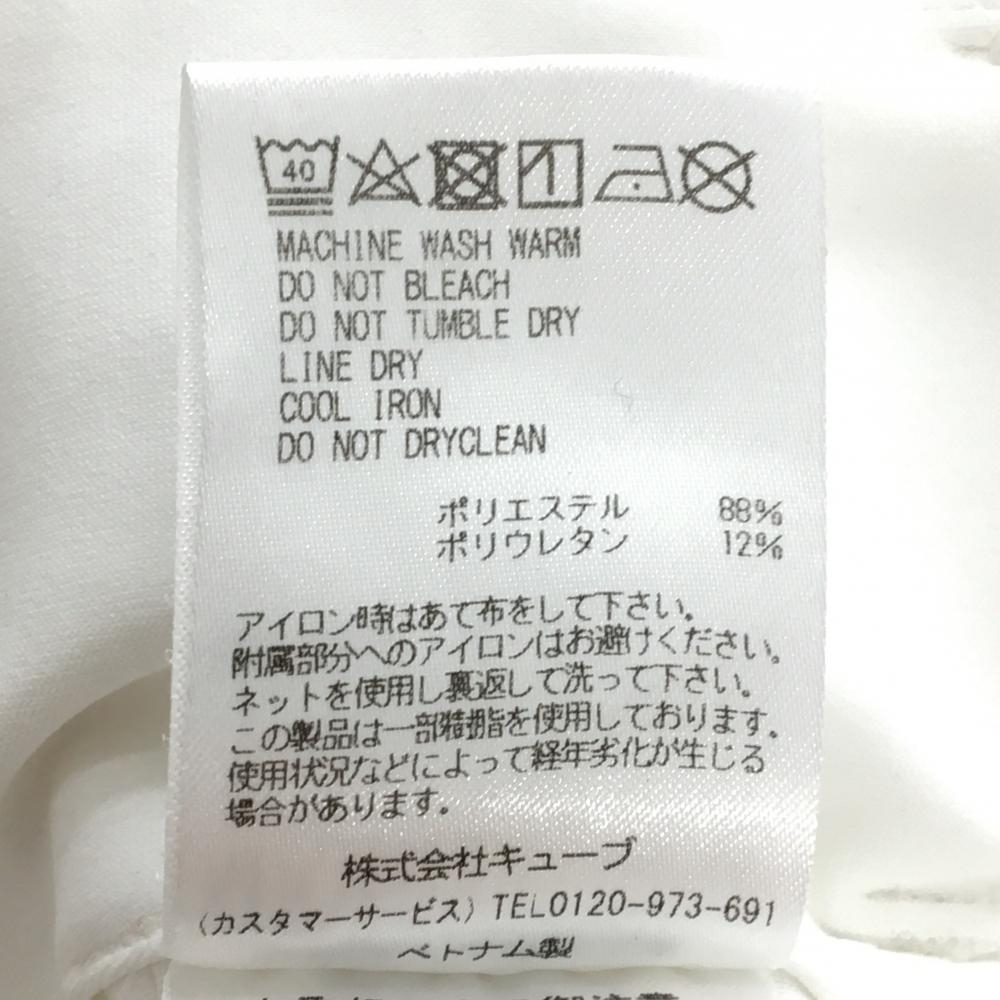 40
MACHINE WASH WARM
DO NOT BLEACH
DO NOT TUMBLE DRY
LINE DRY
COOL IRON
DO NOT DRYCLEAN
ポリエステル 88%
ポリウレタン 12%
アイロン時はあて布をして下さい。
附属部分へのアイロンはお避けください。
ネットを使用し裏返して洗って下さい。
この製品は一部樹脂を使用しております。
使用状況などによって経年劣化が生じる
場合があります。
株式会社キューブ
(カスタマーサービス) TEL0120-973-691
ベトナム製